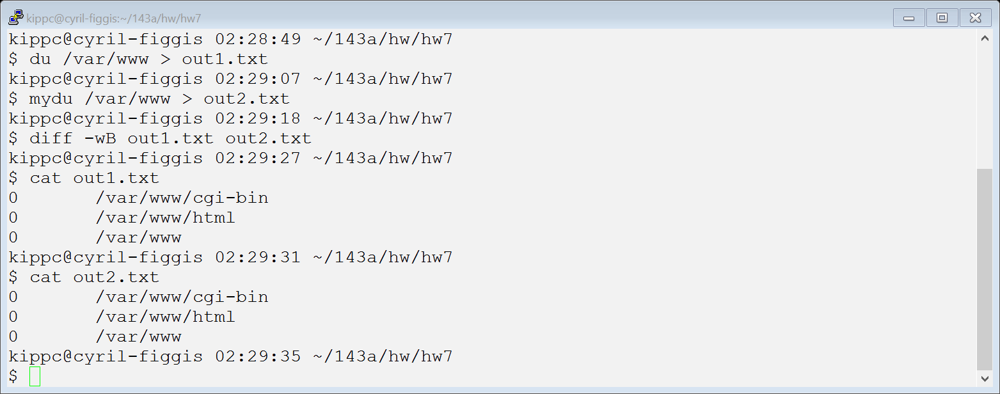 kippc@cyril-figgis:~/143a/hw/hw7
kippc@cyril-figgis 02:28:49 ~/143a/hw/hw7
$ du /var/www > out1.txt
kippc@cyril-figgis 02:29:07 ~/143a/hw/hw7
$ mydu /var/www > out2.txt
kippc@cyril-figgis 02:29:18 ~/143a/hw/hw7
$ diff -wB out1.txt out2.txt
kippc@cyril-figgis 02:29:27 ~/143a/hw/hw7
$ cat out1.txt
0       /var/www/cgi-bin
0       /var/www/html
0       /var/www
kippc@cyril-figgis 02:29:31 ~/143a/hw/hw7
$ cat out2.txt
0       /var/www/cgi-bin
0       /var/www/html
0       /var/www
kippc@cyril-figgis 02:29:35 ~/143a/hw/hw7
$